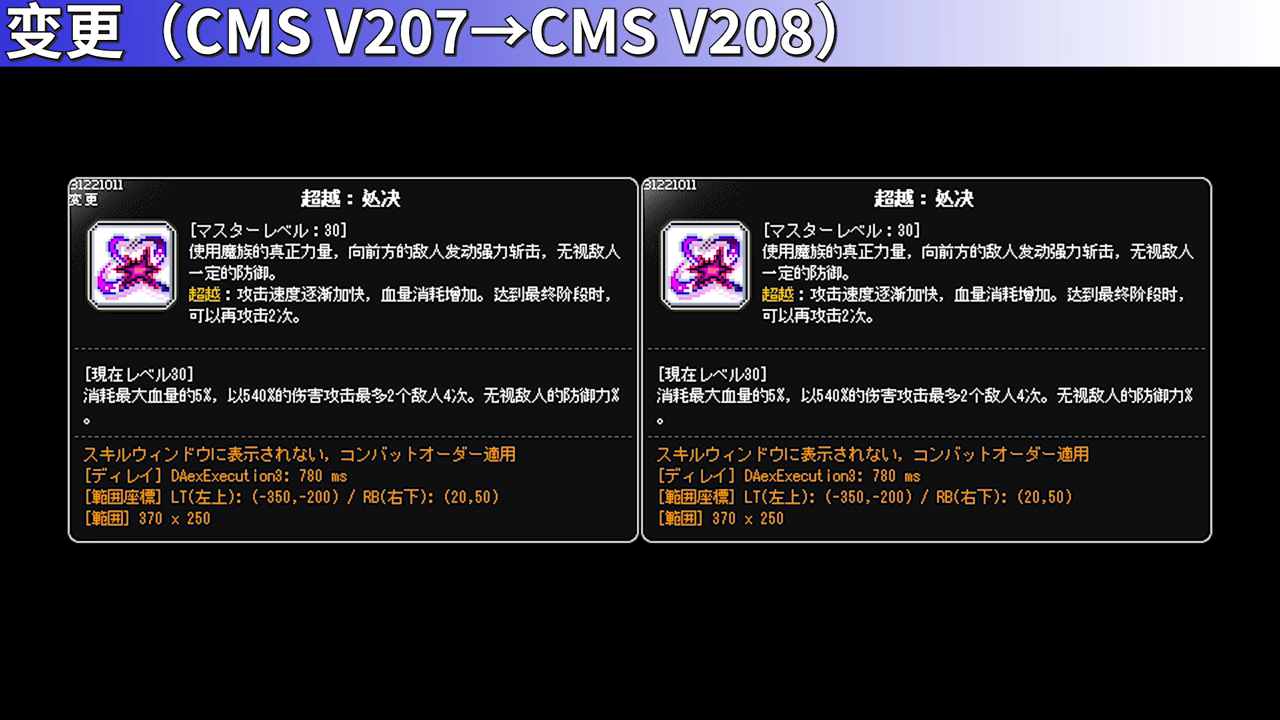 变更（CMS V207→CMS V208）
31221011
変更
超越：处决
[マスターレベル：30]
使用魔族的真正力量，向前方的敌人发动强力斩击，无视敌人
一定的防御。
超越：攻击速度逐渐加快，血量消耗增加。达到最终阶段时，
可以再攻击2次。
[現在レベル30]
消耗最大血量的5%，以540%的伤害攻击最多2个敌人4次。无视敌人的防御力%
。
スキルウィンドウに表示されない，コンバットオーダー適用
[ディレイ] DAexExecution3: 780 ms
[範囲座標] LT(左上): (-350,-200) / RB(右下): (20,50)
[範囲] 370 x 250
31221011
超越：处决
[マスターレベル：30]
使用魔族的真正力量，向前方的敌人发动强力斩击，无视敌人
一定的防御。
超越：攻击速度逐渐加快，血量消耗增加。达到最终阶段时，
可以再攻击2次。
[現在レベル30]
消耗最大血量的5%，以540%的伤害攻击最多2个敌人4次。无视敌人的防御力%
。
スキルウィンドウに表示されない，コンバットオーダー適用
[ディレイ] DAexExecution3: 780 ms
[範囲座標] LT(左上): (-350,-200) / RB(右下): (20,50)
[範囲] 370 x 250